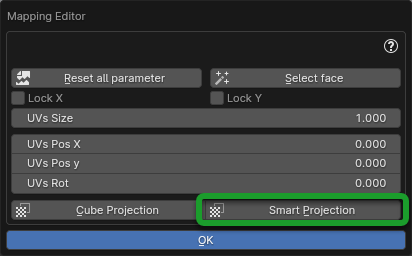 Mapping Editor
?
Reset all parameter
Select face
Lock X
Lock Y
UVs Size 1.000
UVs Pos X 0.000
UVs Pos y 0.000
UVs Rot 0.000
Cube Projection
Smart Projection
OK